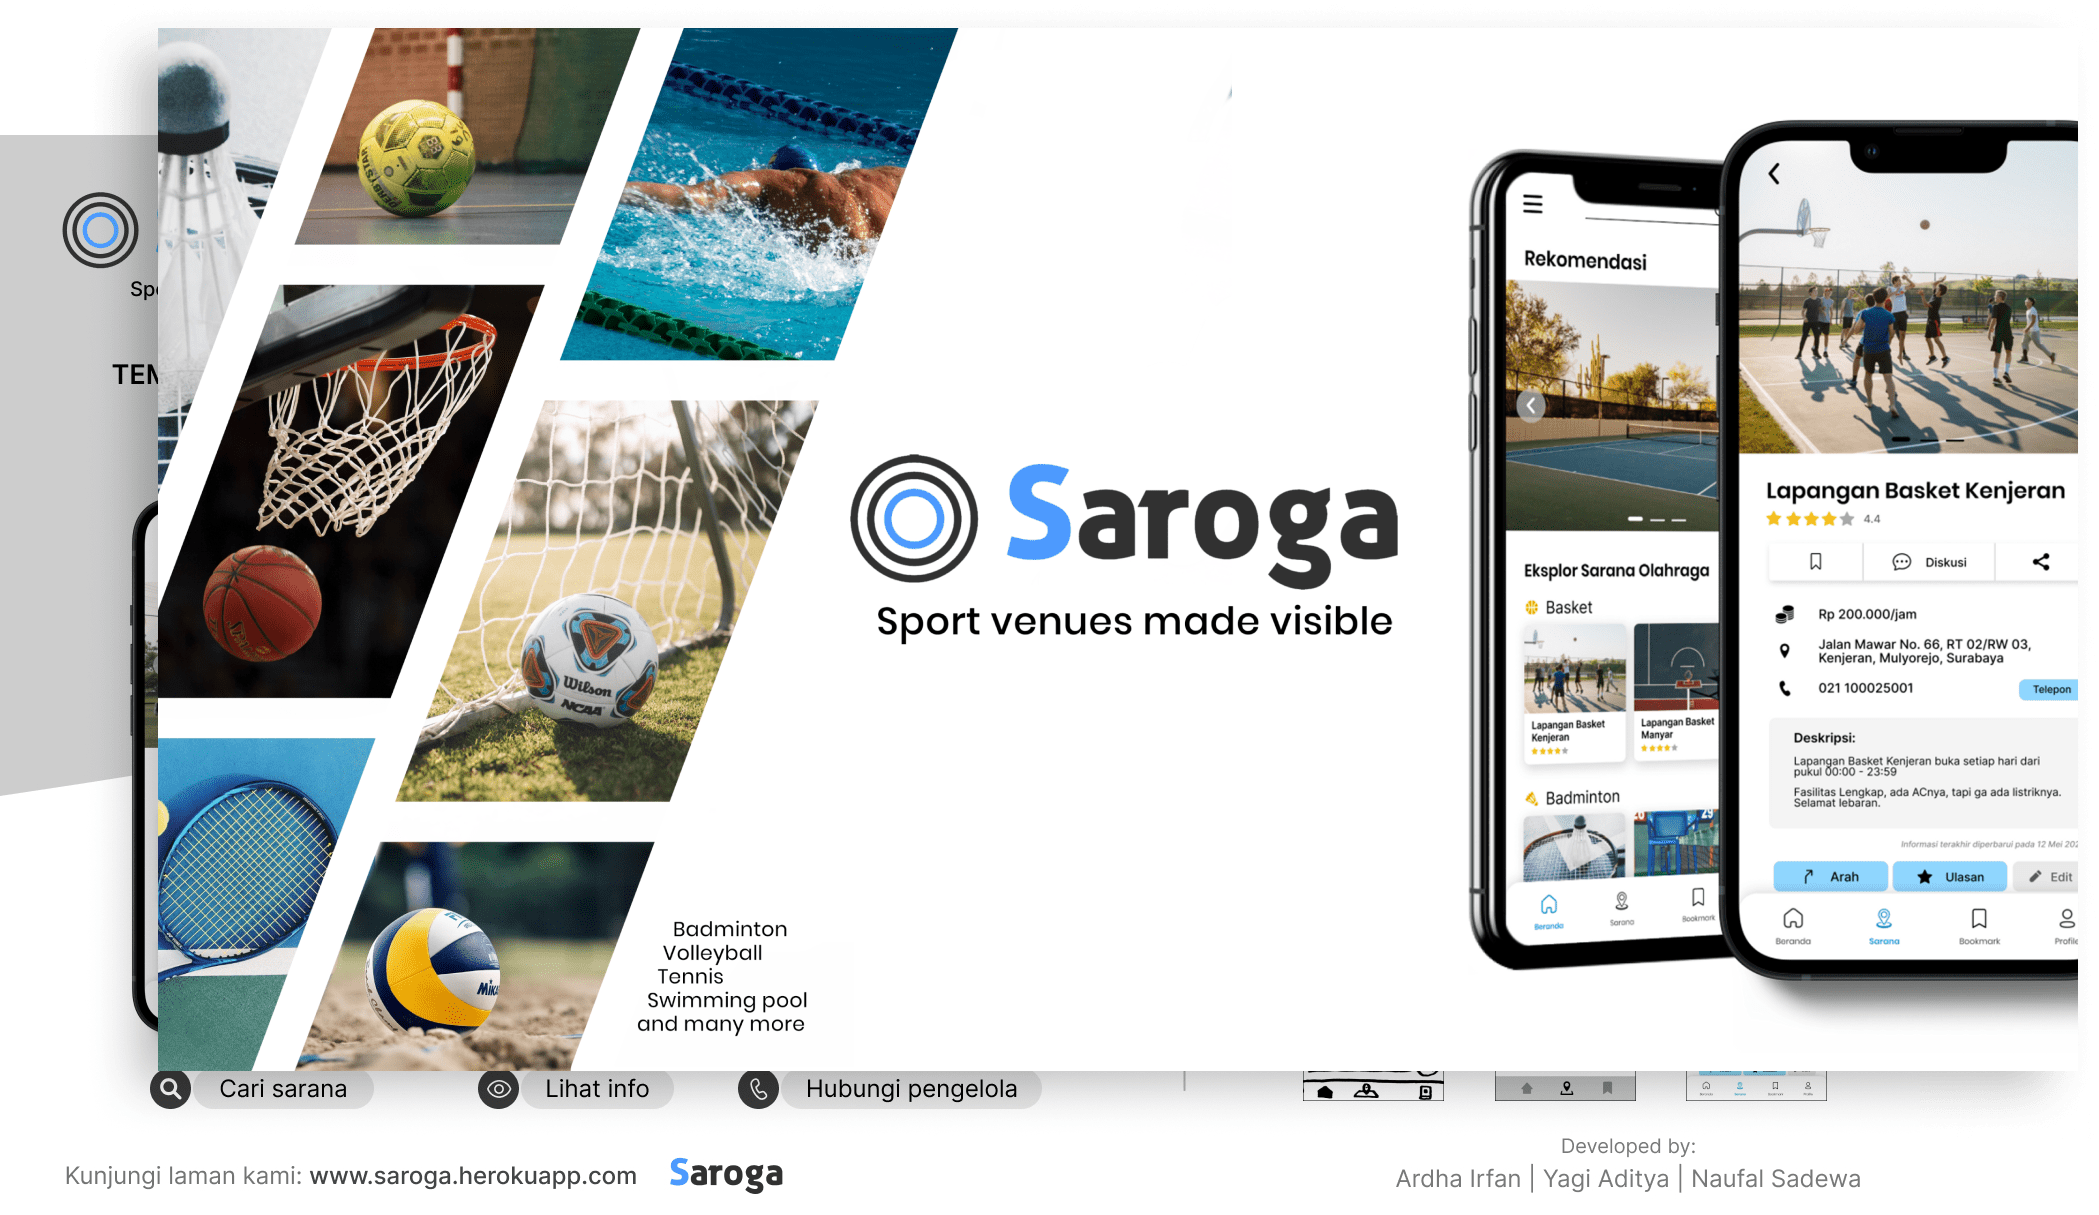 Saroga
Sport venues made visible
Badminton
Volleyball
Tennis
Swimming pool
and many more
DERBYSTAR
Wilson
NCAA
Rekomendasi
Eksplor Sarana Olahraga
Basket
Lapangan Basket
Kenjeran
Lapangan Basket
Manyar
Badminton
Beranda
Sarana
Bookmark
Lapangan Basket Kenjeran
4.4
Diskusi
Rp 200.000/jam
Jalan Mawar No. 66, RT 02/RW 03,
Kenjeran, Mulyorejo, Surabaya
021 100025001
Telepon
Deskripsi:
Lapangan Basket Kenjeran buka setiap hari dari
pukul 00:00 - 23:59
Fasilitas Lengkap, ada ACnya, tapi ga ada listriknya.
Selamat lebaran.
Informasi terakhir diperbarui pada 12 Mei 202
Arah
Ulasan
Edit
Beranda
Sarana
Bookmark
Profile
Cari sarana
Lihat info
Hubungi pengelola
Kunjungi laman kami: www.saroga.herokuapp.com
Saroga
Developed by:
Ardha Irfan | Yagi Aditya | Naufal Sadewa